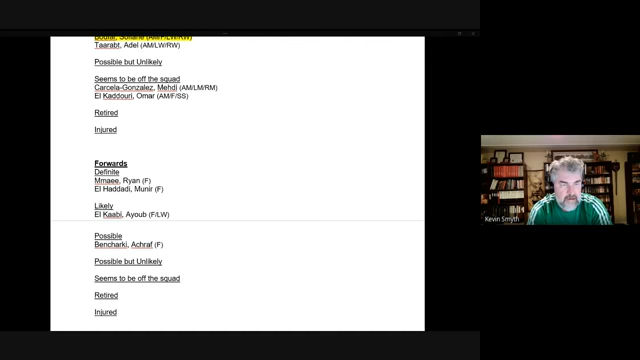 Boufal, Sofiane (AM/F/LW/RW)
Taarabt, Adel (AM/LW/RW)
Possible but Unlikely
Seems to be off the squad
Carcela-Gonzalez, Mehdi (AM/LM/RM)
El Kaddouri, Omar (AM/F/SS)
Retired
Injured
Forwards
Definite
Mmaee, Ryan (F)
El Haddadi, Munir (F)
Likely
El Kaabi, Ayoub (F/LW)
Possible
Bencharki, Achraf (F)
Possible but Unlikely
Seems to be off the squad
Retired
Injured
Kevin Smyth